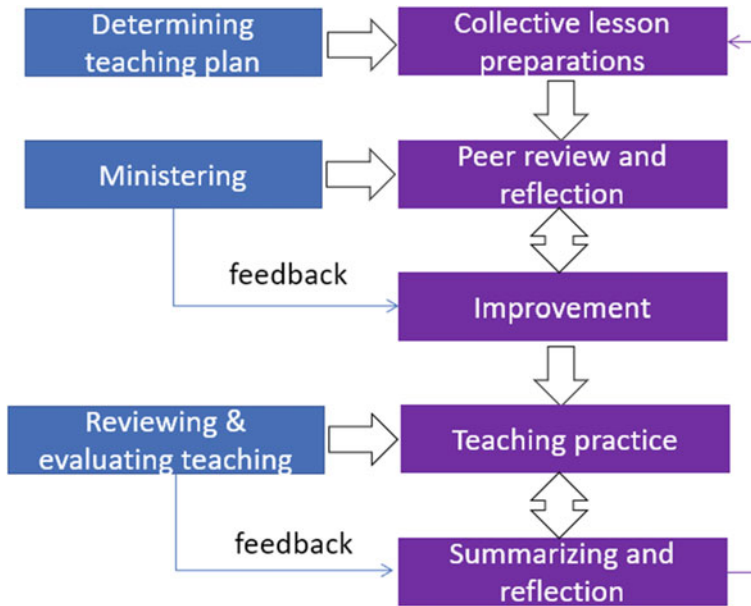 Determining
teaching plan
Collective lesson
preparations
Ministering
Peer review and
reflection
feedback
Improvement
Reviewing &
evaluating teaching
Teaching practice
feedback
Summarizing and
reflection